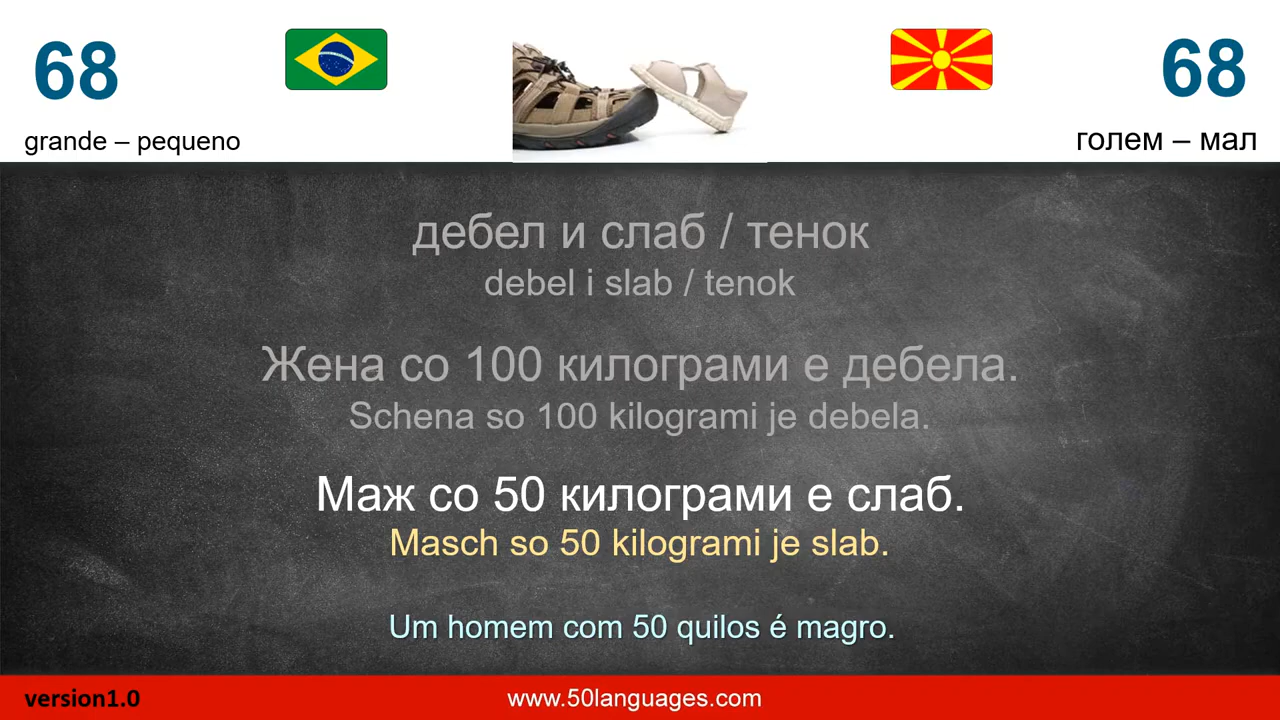 68
68
grande – pequeno
голем – мал
дебел и слаб / тенок
debel i slab / tenok
Жена со 100 килограми е дебела.
Schena so 100 kilogrami je debela.
Маж со 50 килограми е слаб.
Masch so 50 kilogrami je slab.
Um homem com 50 quilos é magro.
version1.0
www.50languages.com